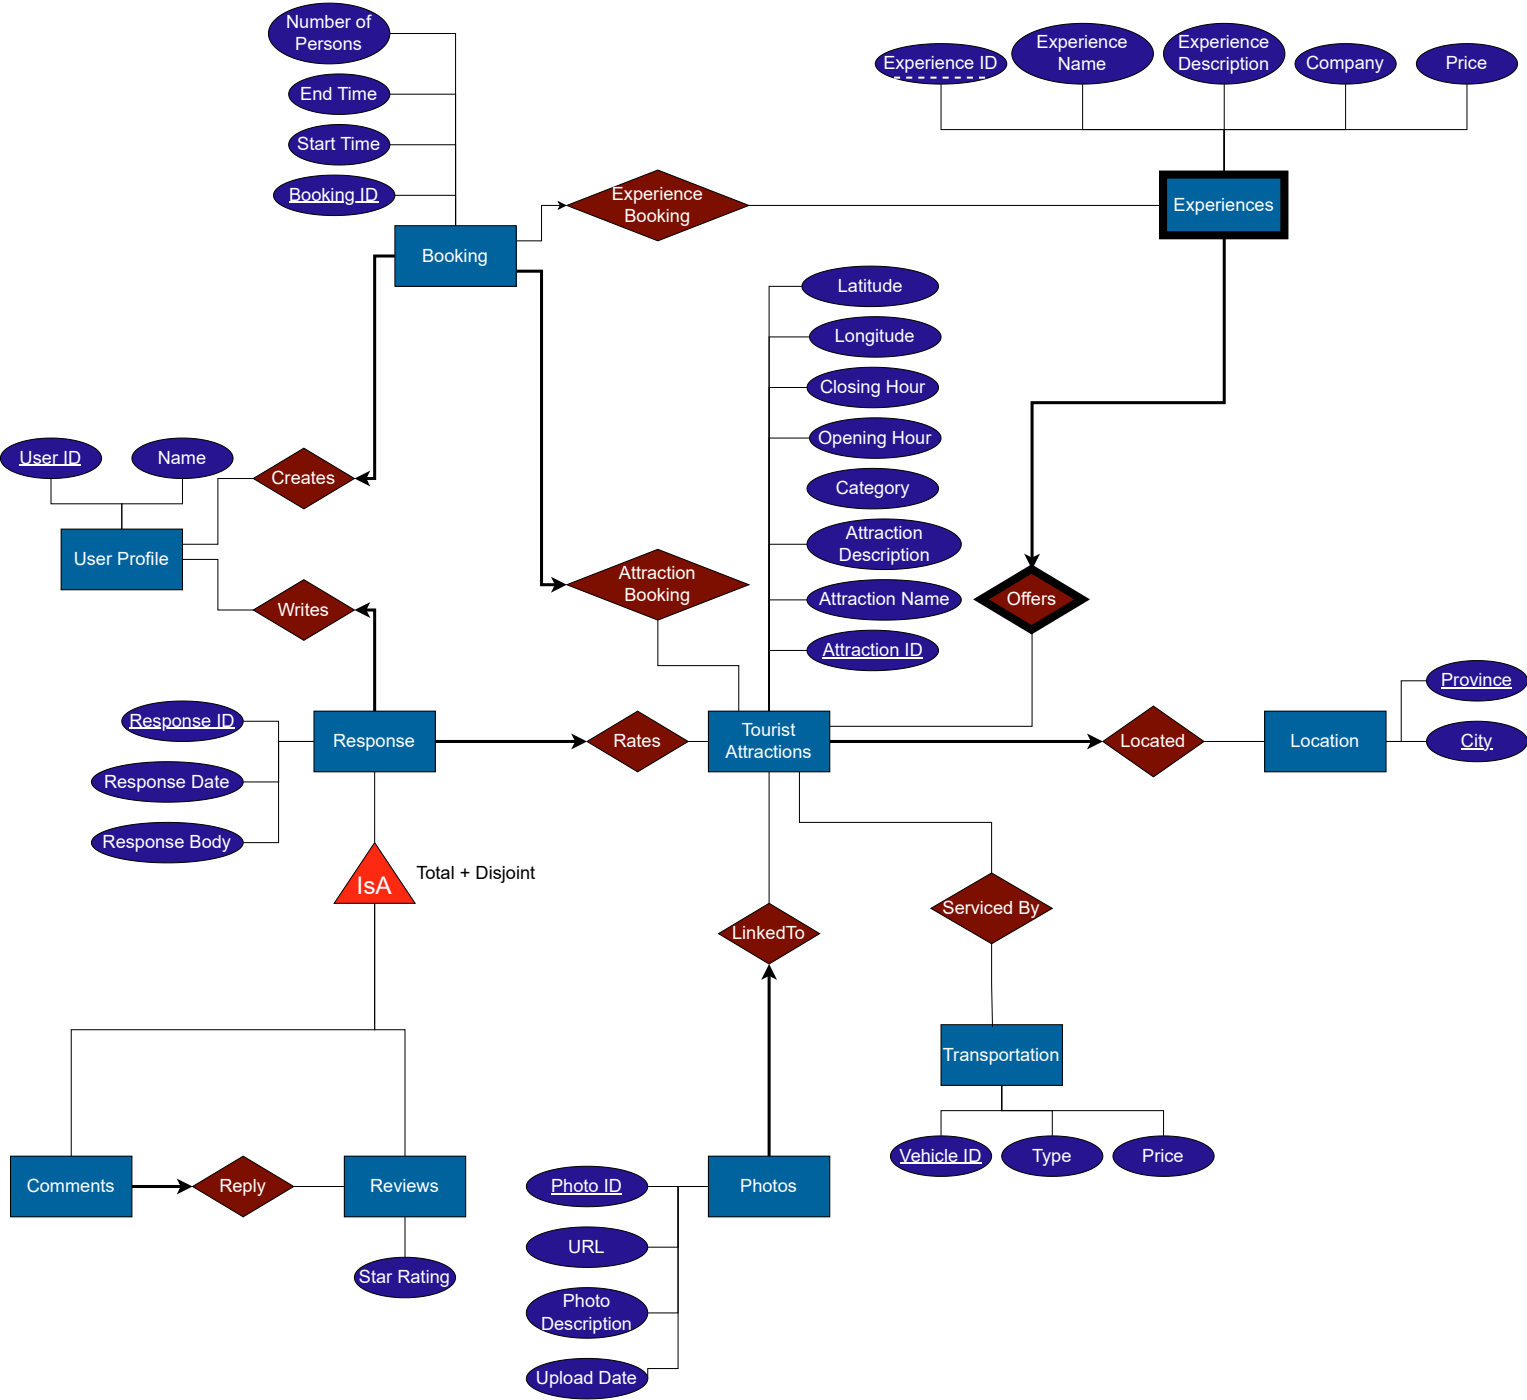 Number of
Persons
End Time
Start Time
Booking ID
Booking
Experience ID
Experience
Name
Experience
Description
Company
Price
Experience
Booking
Experiences
Latitude
Longitude
Closing Hour
Opening Hour
Category
Attraction
Description
Attraction Name
Attraction ID
User ID
Name
Creates
User Profile
Writes
Attraction
Booking
Offers
Response ID
Response Date
Response Body
Response
Rates
Tourist
Attractions
Located
Location
Province
City
IsA
Total + Disjoint
LinkedTo
Serviced By
Transportation
Vehicle ID
Type
Price
Comments
Reply
Reviews
Star Rating
Photo ID
URL
Photo
Description
Upload Date
Photos